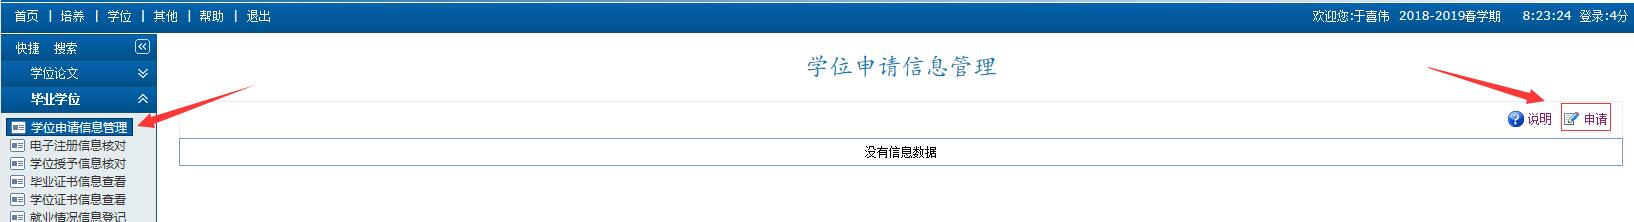 首页 | 培养 | 学位 | 其他 | 帮助 | 退出
欢迎您:于喜伟 2018-2019春学期 8:23:24 登录:4分
快捷 搜索
学位论文
毕业学位
学位申请信息管理
电子注册信息核对
学位授予信息核对
毕业证书信息查看
学位证书信息查看
就业情况信息登记
学位申请信息管理
说明 申请
没有信息数据